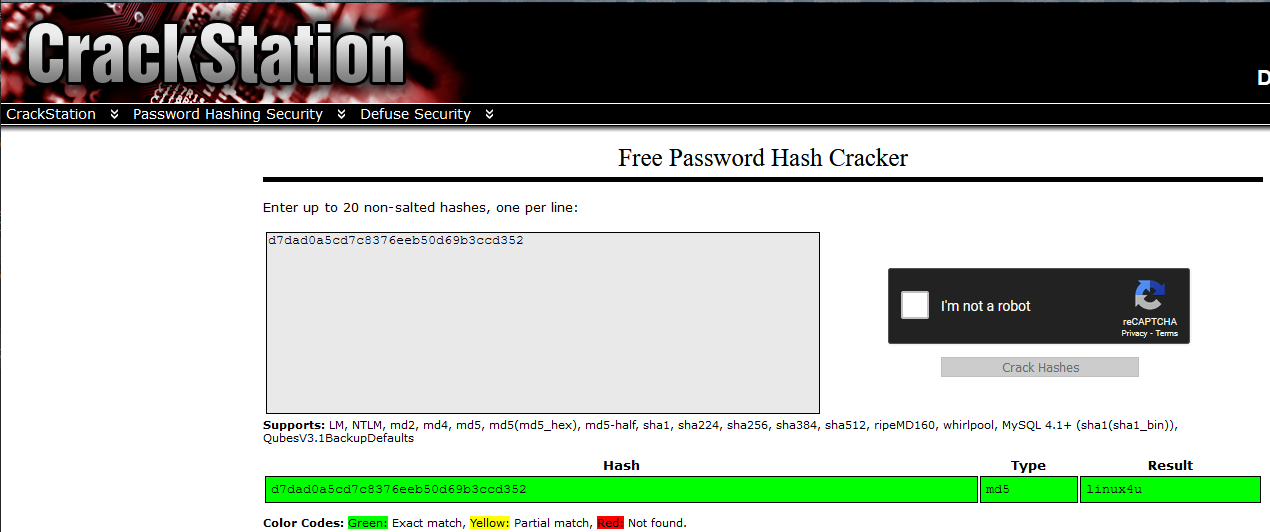 CrackStation
D
CrackStation Password Hashing Security Defuse Security
Free Password Hash Cracker
Enter up to 20 non-salted hashes, one per line:
d7dad0a5cd7c8376eeb50d69b3ccd352
I'm not a robot
reCAPTCHA
Privacy - Terms
Crack Hashes
Supports: LM, NTLM, md2, md4, md5, md5(md5_hex), md5-half, sha1, sha224, sha256, sha384, sha512, ripeMD160, whirlpool, MySQL 4.1+ (sha1(sha1_bin)),
QubesV3.1BackupDefaults
Hash Type Result
d7dad0a5cd7c8376eeb50d69b3ccd352 md5 linux4u
Color Codes: Green: Exact match, Yellow: Partial match, Red: Not found.